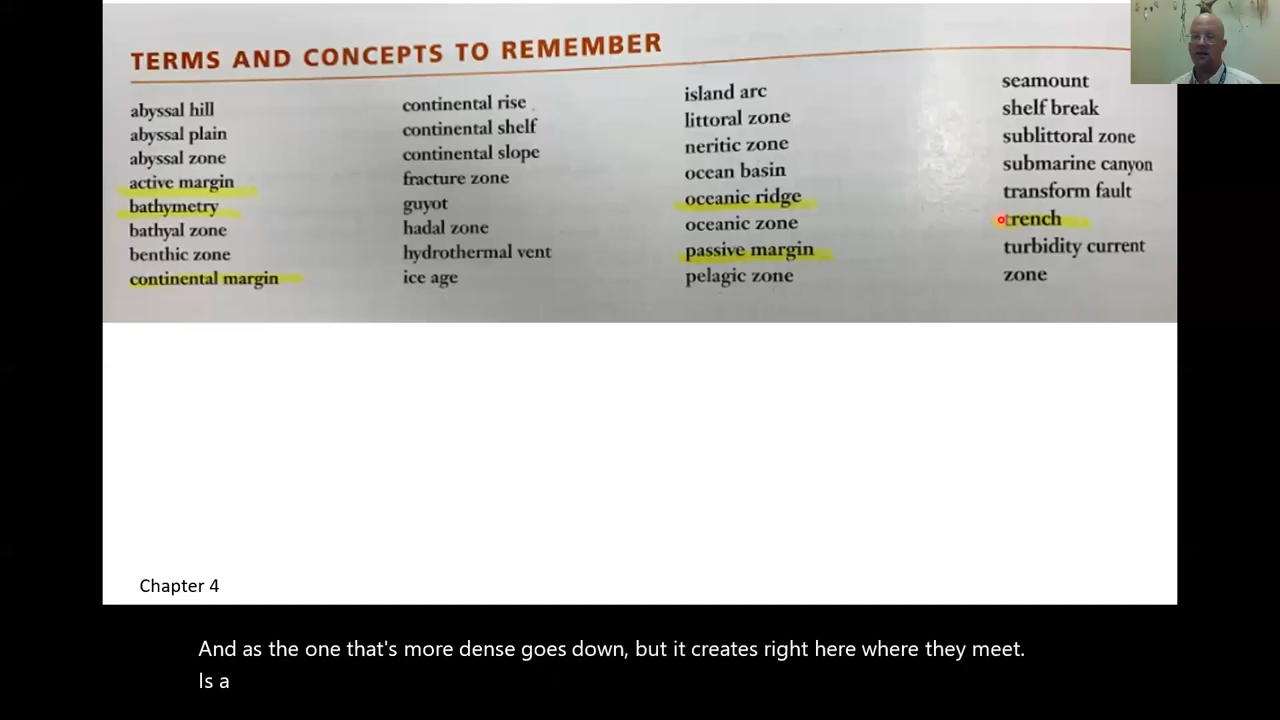 TERMS AND CONCEPTS TO REMEMBER
abyssal hill
abyssal plain
abyssal zone
active margin
bathymetry
bathyal zone
benthic zone
continental margin
continental rise
continental shelf
continental slope
fracture zone
guyot
hadal zone
hydrothermal vent
ice age
island arc
littoral zone
neritic zone
ocean basin
oceanic ridge
oceanic zone
passive margin
pelagic zone
seamount
shelf break
sublittoral zone
submarine canyon
transform fault
trench
turbidity current
zone
Chapter 4
And as the one that's more dense goes down, but it creates right here where they meet.
Is a